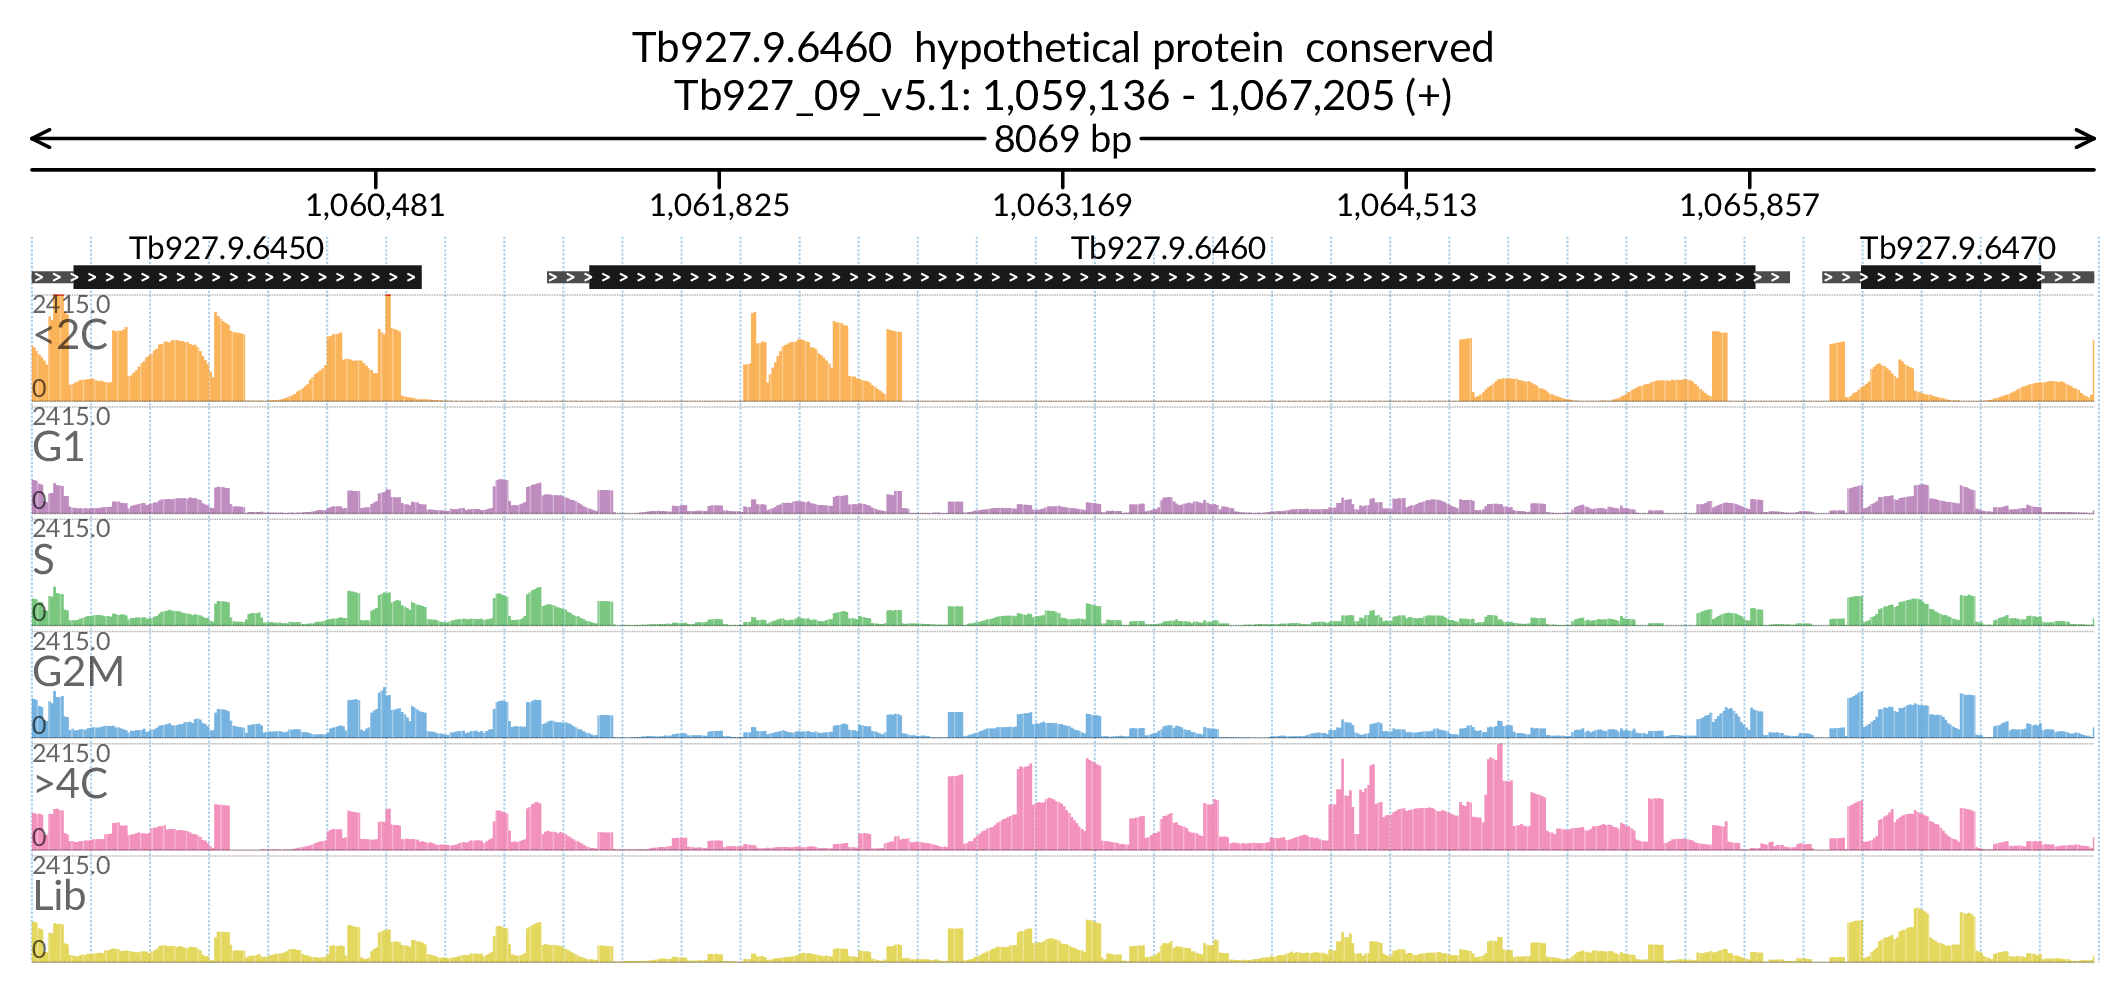 Tb927.9.6460  hypothetical protein  conserved
Tb927_09_v5.1: 1,059,136 - 1,067,205 (+)
8069 bp
1,060,481 1,061,825 1,063,169 1,064,513 1,065,857
Tb927.9.6450 Tb927.9.6460 Tb927.9.6470
2415.0
<2C
0
2415.0
G1
0
2415.0
S
0
2415.0
G2M
0
2415.0
>4C
0
2415.0
Lib
0